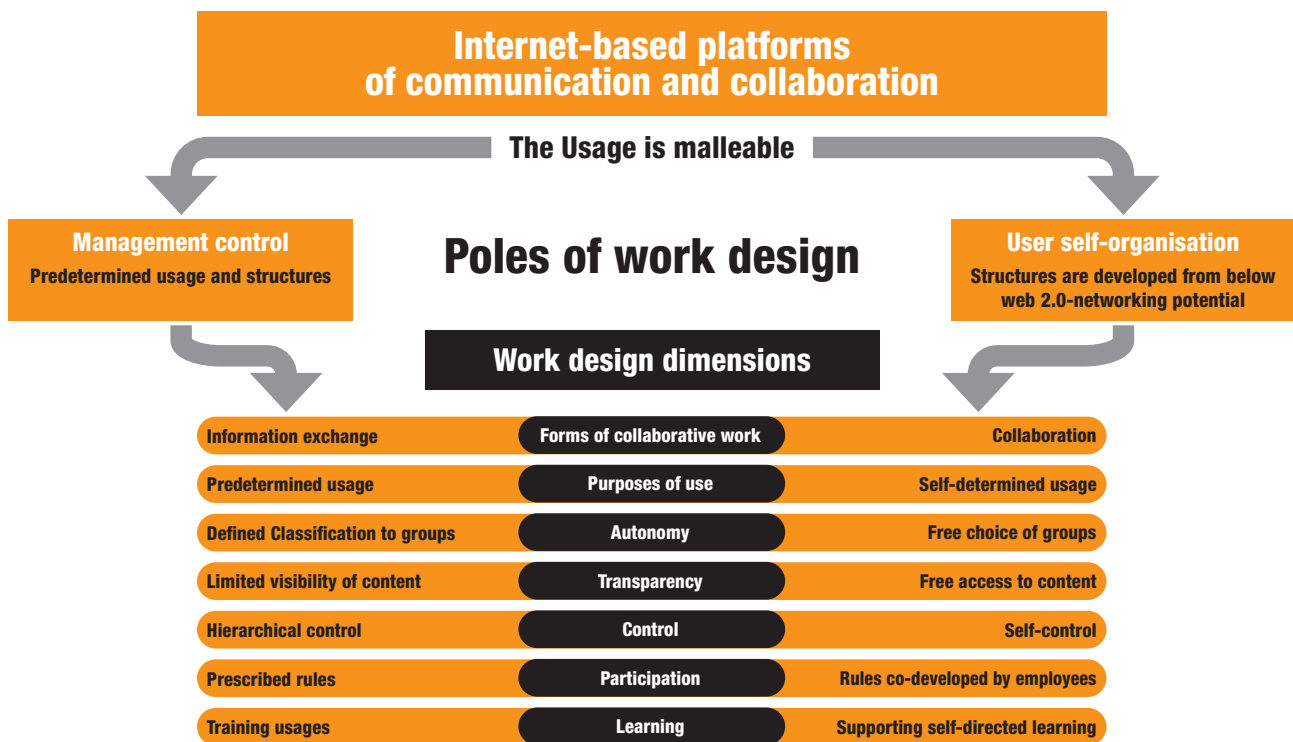 Internet-based platforms
of communication and collaboration
The Usage is malleable
Management control
Predetermined usage and structures
Poles of work design
User self-organisation
Structures are developed from below
web 2.0-networking potential
Work design dimensions
Information exchange Forms of collaborative work Collaboration
Predetermined usage Purposes of use Self-determined usage
Defined Classification to groups Autonomy Free choice of groups
Limited visibility of content Transparency Free access to content
Hierarchical control Control Self-control
Prescribed rules Participation Rules co-developed by employees
Training usages Learning Supporting self-directed learning